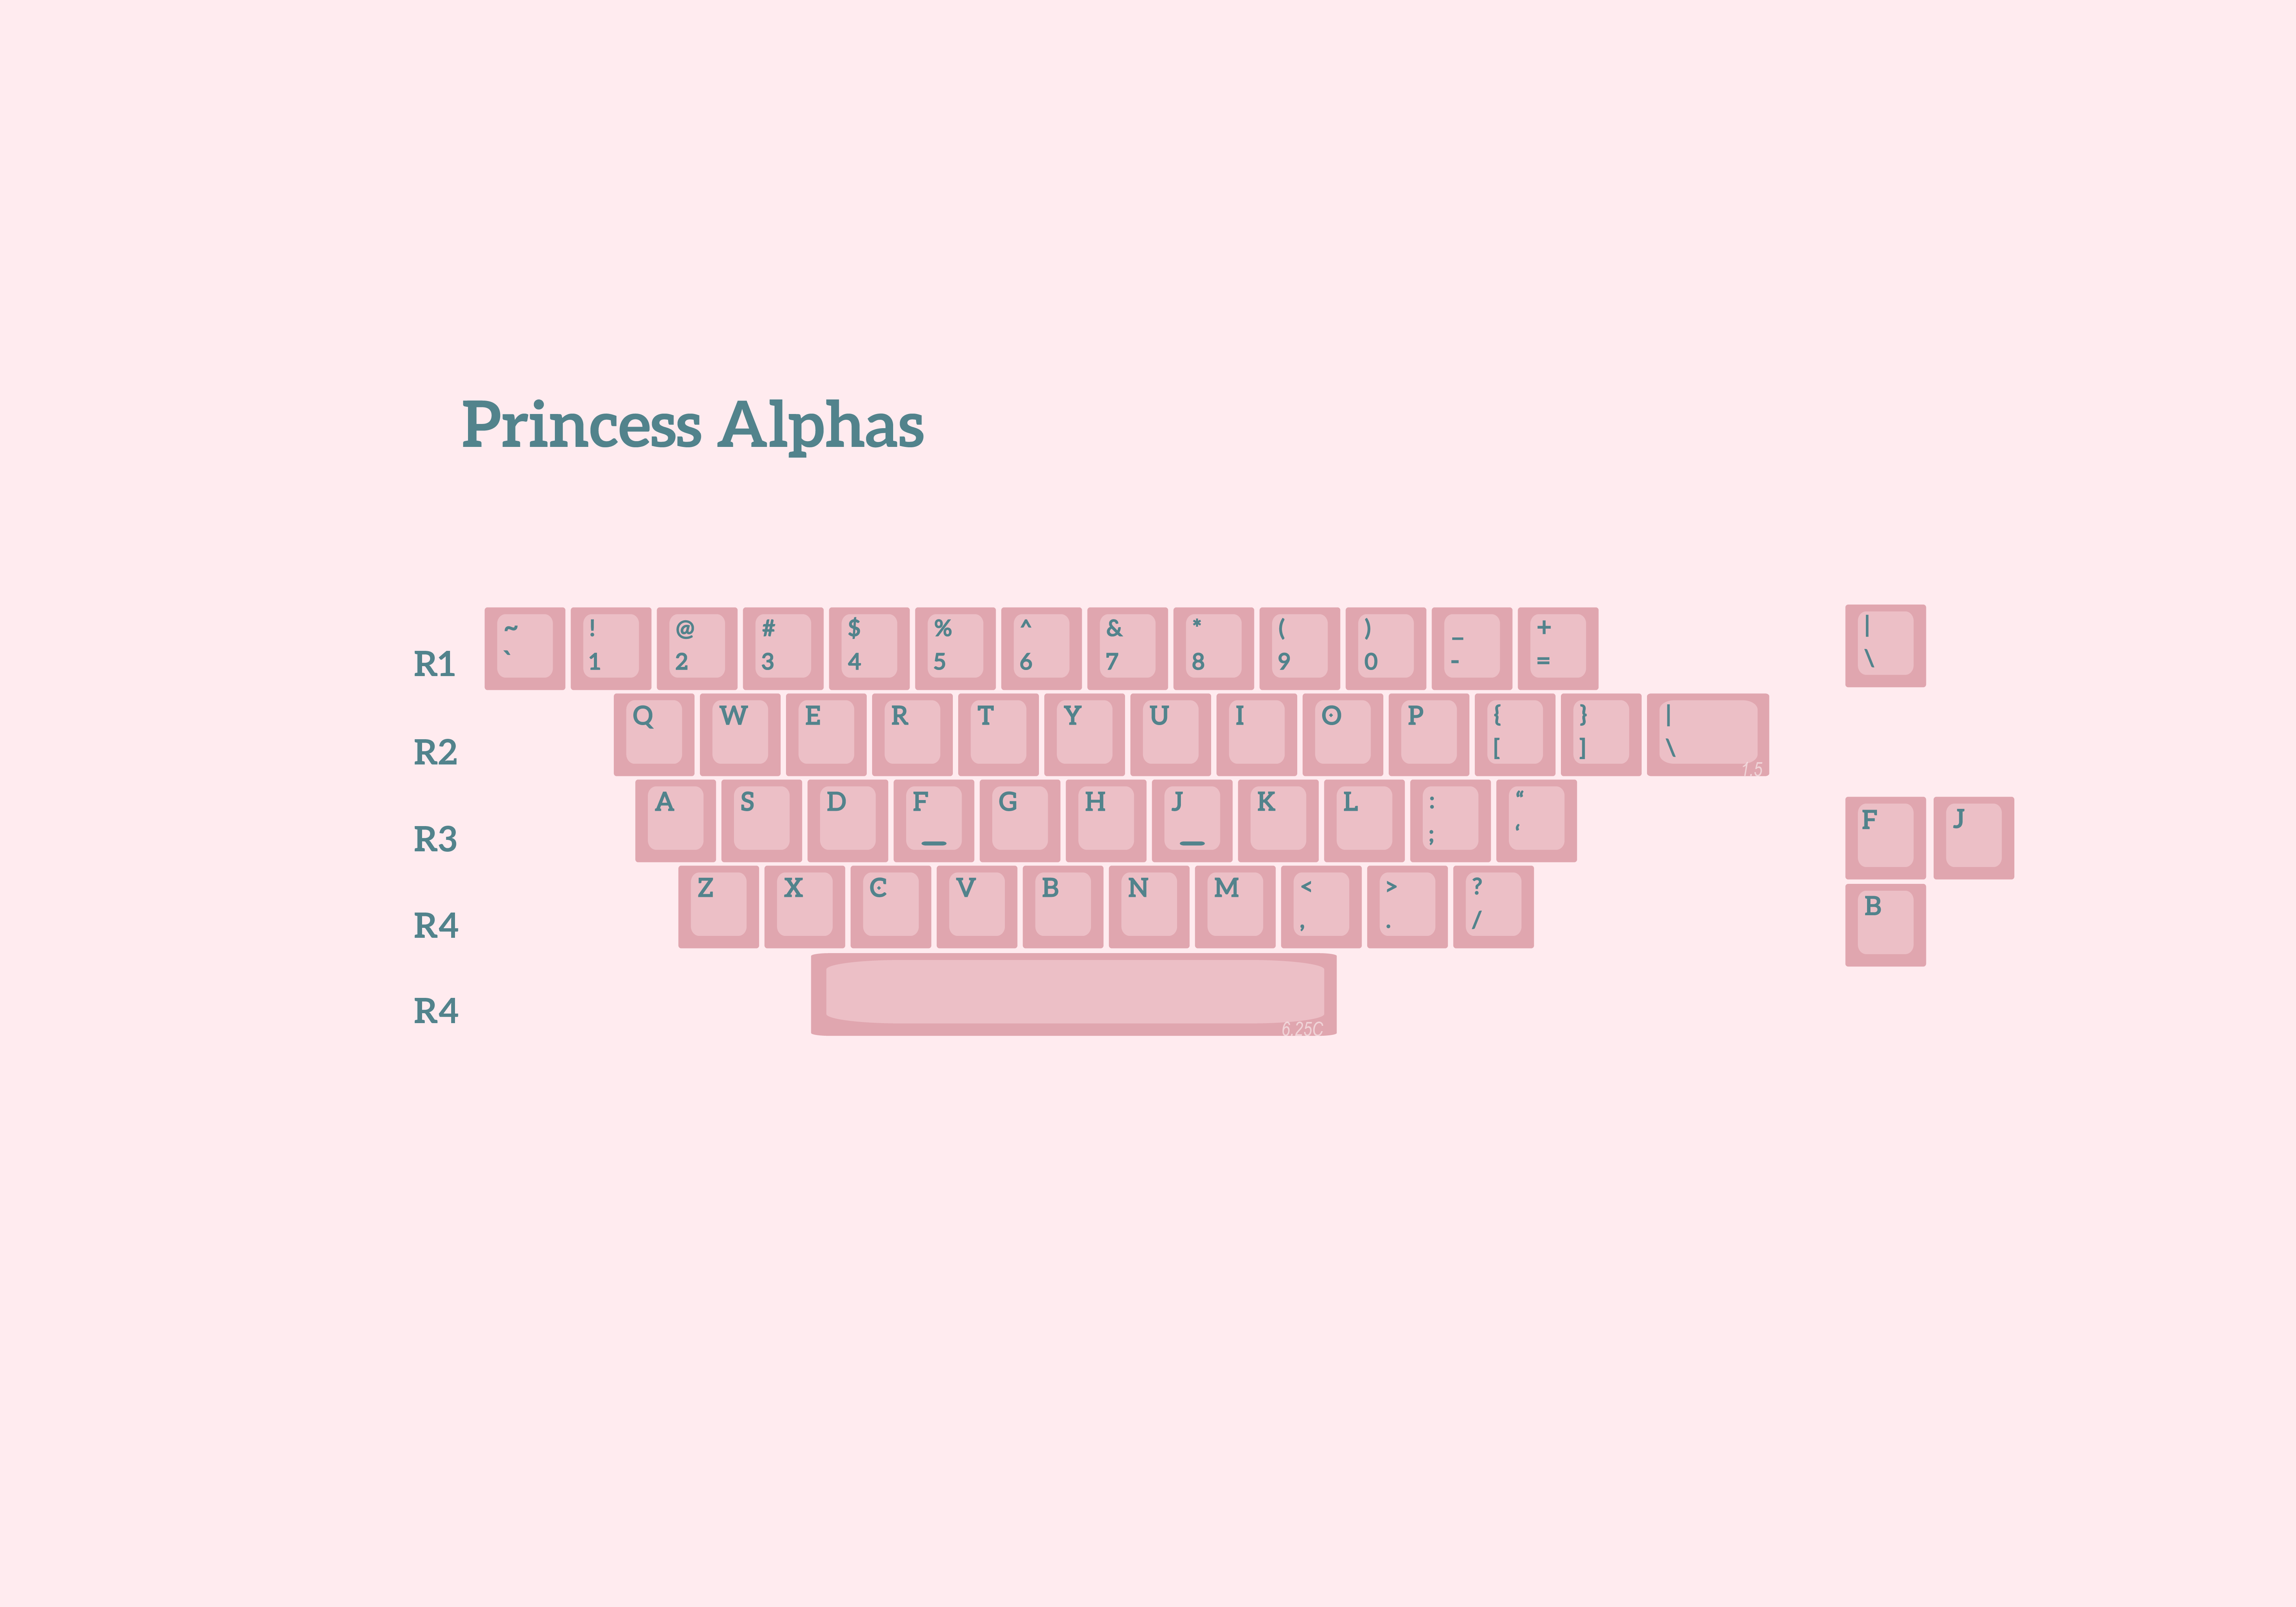 Princess Alphas
~ ! @ # $ % ^ & * ( ) _ + |
R1 ` 1 2 3 4 5 6 7 8 9 0 - = \
Q W E R T Y U I O P { } |
R2 [ ] \
1.5
A S D F G H J K L : “
R3 ; ‘
F J
Z X C V B N M < > ? B
R4 , . /
R4 6.25C